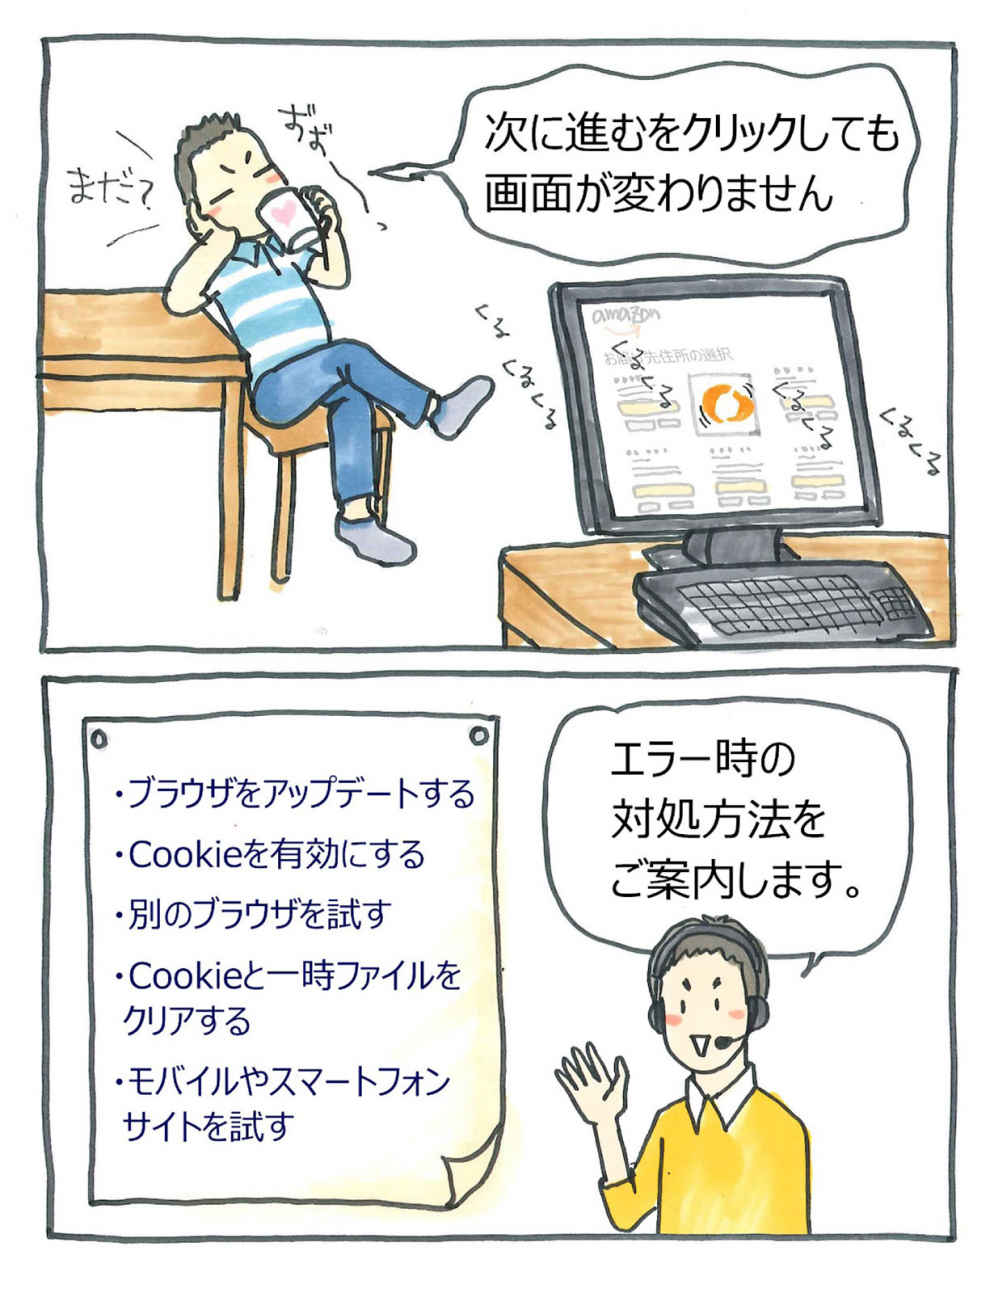 次に進むをクリックしても
画面が変わりません
まだ?
amazon
先住所の選択
くる
くる
くる
くる
くる
くる
くる
くる
くる
エラー時の
対処方法を
ご案内します。
・ブラウザをアップデートする
・Cookieを有効にする
・別のブラウザを試す
・Cookieと一時ファイルを
クリアする
・モバイルやスマートフォン
サイトを試す